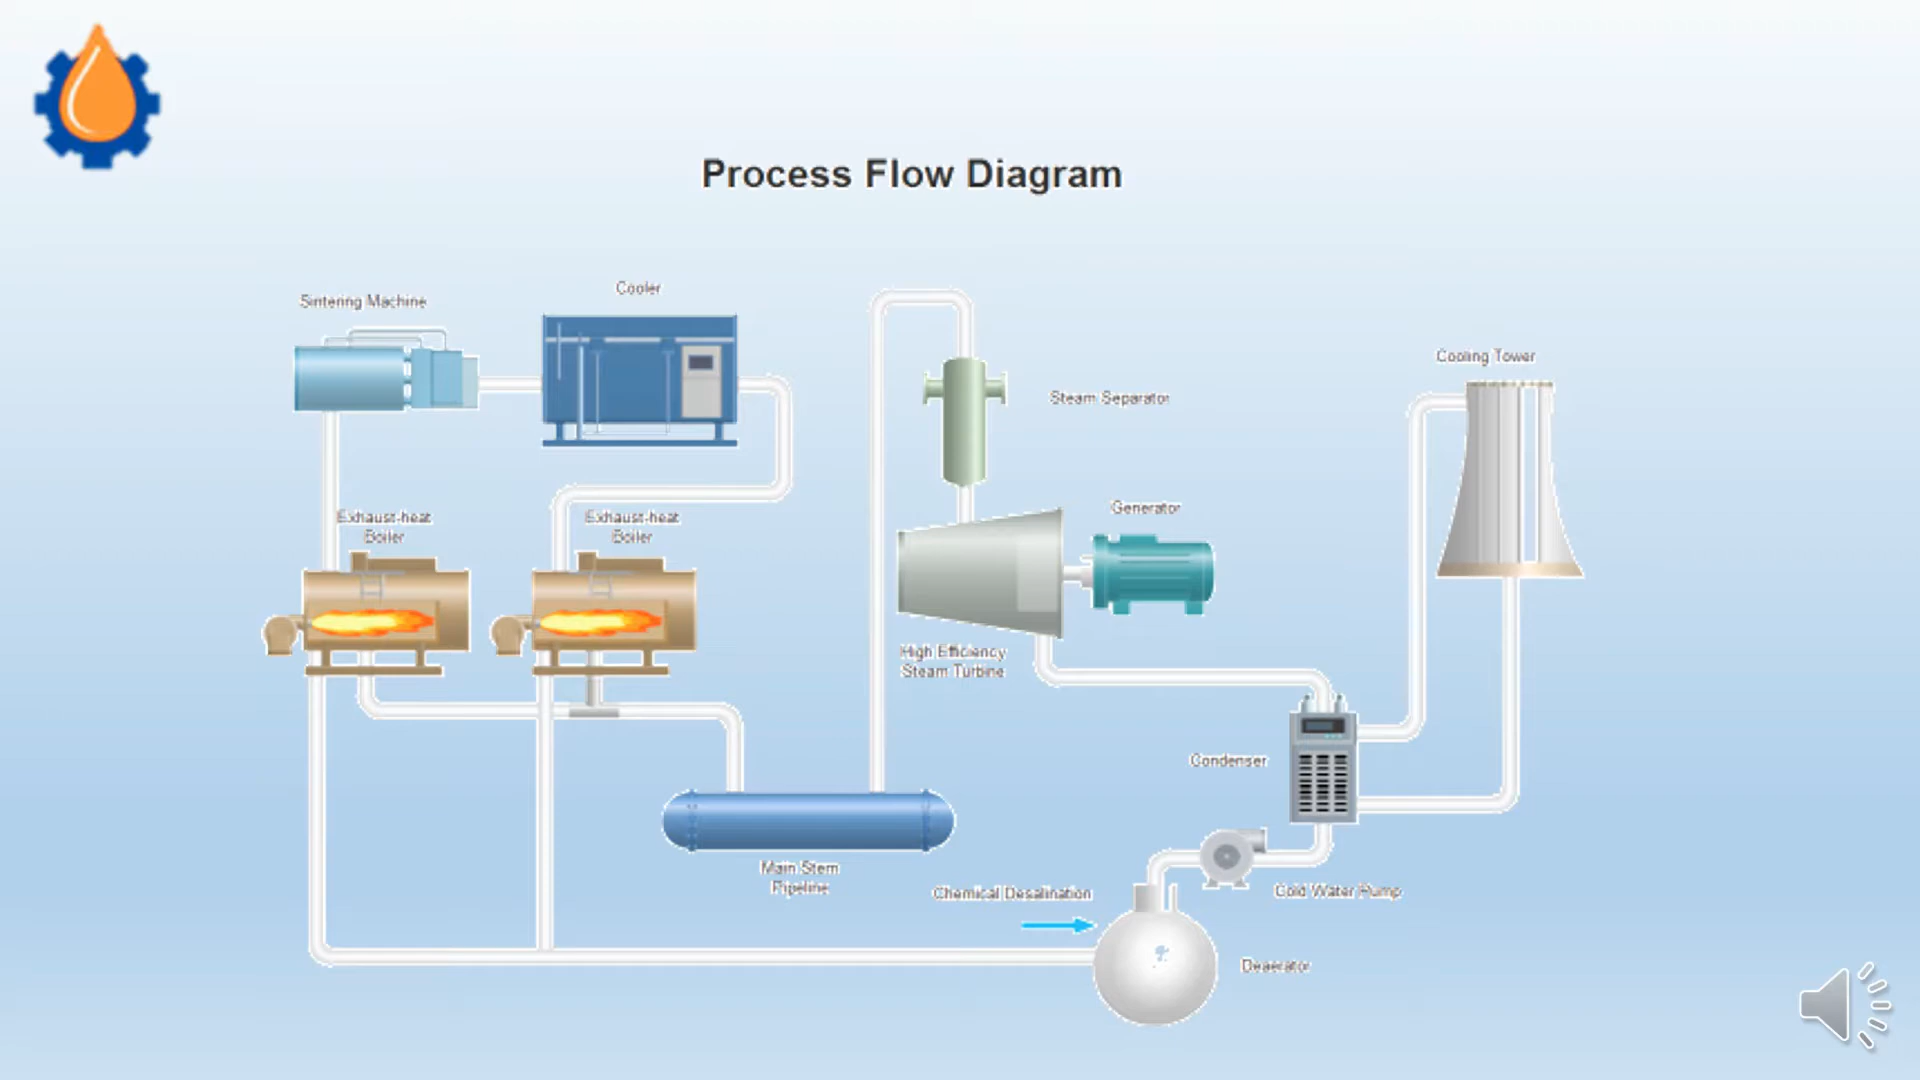 Process Flow Diagram
Sintering Machine
Cooler
Cooling Tower
Steam Separator
Generator
Exhaust-heat
Boiler
Exhaust-heat
Boiler
High Efficiency
Steam Turbine
Condenser
Main Stem
Pipeline
Chemical Desalination
Cold Water Pump
Deaerator